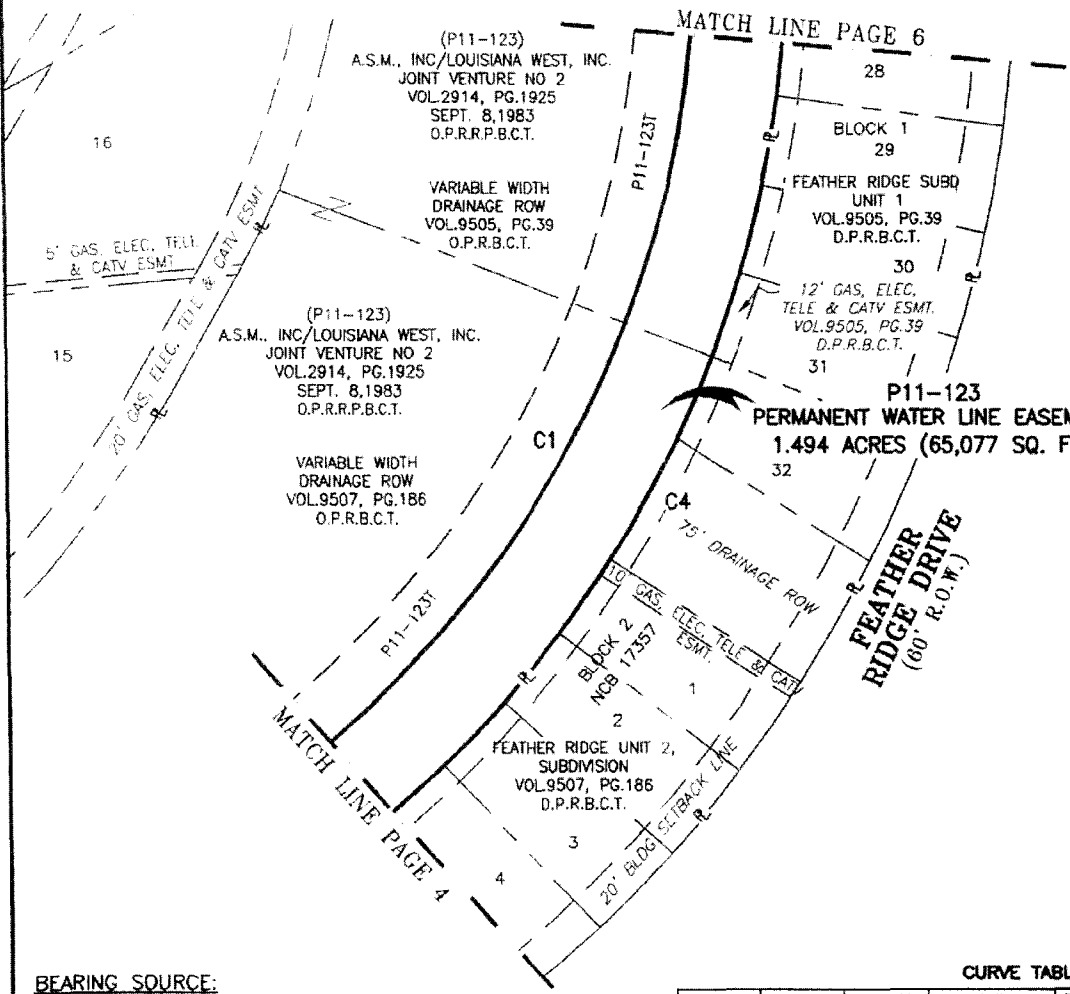 MATCH LINE PAGE 6
(P11-123)
A.S.M., INC/LOUISIANA WEST, INC.
JOINT VENTURE NO 2
VOL.2914, PG.1925
SEPT. 8,1983
O.P.R.R.P.B.C.T.
VARIABLE WIDTH
DRAINAGE ROW
VOL.9505, PG.39
O.P.R.B.C.T.
P11-123T
28
BLOCK 1
29
FEATHER RIDGE SUBD
UNIT 1
VOL.9505, PG.39
D.P.R.B.C.T.
30
12' GAS, ELEC,
TELE & CATV ESMT.
VOL.9505, PG.39
D.P.R.B.C.T.
31
16
5' GAS, ELEC, TELE
& CATV ESMT
15
20' GAS, ELEC, TELE & CATV ESMT
(P11-123)
A.S.M., INC/LOUISIANA WEST, INC.
JOINT VENTURE NO 2
VOL.2914, PG.1925
SEPT. 8,1983
O.P.R.R.P.B.C.T.
VARIABLE WIDTH
DRAINAGE ROW
VOL.9507, PG.186
O.P.R.B.C.T.
P11-123
PERMANENT WATER LINE EASEM
1.494 ACRES (65,077 SQ. F
C1
32
C4
75' DRAINAGE ROW
FEATHER
RIDGE DRIVE
(60' R.O.W.)
10' GAS, ELEC, TELE & CATV
ESMT.
P11-123T
BLOCK 2
NCB 17357
1
2
FEATHER RIDGE UNIT 2,
SUBDIVISION
VOL.9507, PG.186
D.P.R.B.C.T.
3
4
20' BLDG SETBACK LINE
MATCH LINE PAGE 4
PL
PL
PL
PL
PL
PL
PL
PL
BEARING SOURCE:
CURVE TABL